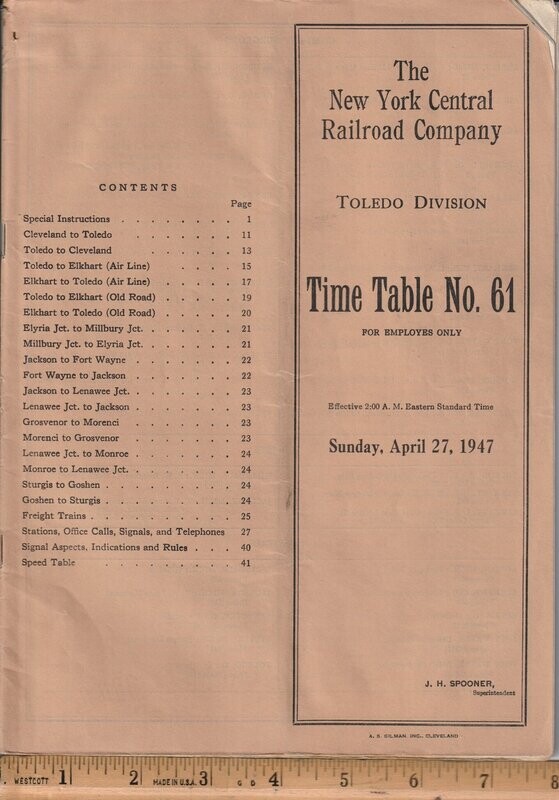 CONTENTS
Page
Special Instructions . . . . . . . . 1
Cleveland to Toledo . . . . . . . 11
Toledo to Cleveland . . . . . . . 13
Toledo to Elkhart (Air Line) . . . . 15
Elkhart to Toledo (Air Line) . . . . 17
Toledo to Elkhart (Old Road) . . . . . 19
Elkhart to Toledo (Old Road) . . . . . 20
Elyria Jct. to Millbury Jct. . . . . . . 21
Millbury Jct. to Elyria Jct. . . . . . . 21
Jackson to Fort Wayne . . . . . . . 22
Fort Wayne to Jackson . . . . . . . 22
Jackson to Lenawee Jct. . . . . . . . 23
Lenawee Jct. to Jackson . . . . . . . 23
Grosvenor to Morenci . . . . . . . 23
Morenci to Grosvenor . . . . . . . 23
Lenawee Jct. to Monroe . . . . . . . 24
Monroe to Lenawee Jct. . . . . . . . 24
Sturgis to Goshen . . . . . . . . . 24
Goshen to Sturgis . . . . . . . . . 24
Freight Trains . . . . . . . . . . 25
Stations, Office Calls, Signals, and Telephones 27
Signal Aspects, Indications and Rules . . . 40
Speed Table . . . . . . . . 41
The
New York Central
Railroad Company
TOLEDO DIVISION
Time Table No. 61
FOR EMPLOYES ONLY
Effective 2:00 A. M. Eastern Standard Time
Sunday, April 27, 1947
J. H. SPOONER,
Superintendent
A. S. GILMAN, INC., CLEVELAND
WESTCOTT 1 2 MADE IN U.S.A. 3 4 5 6 7 8